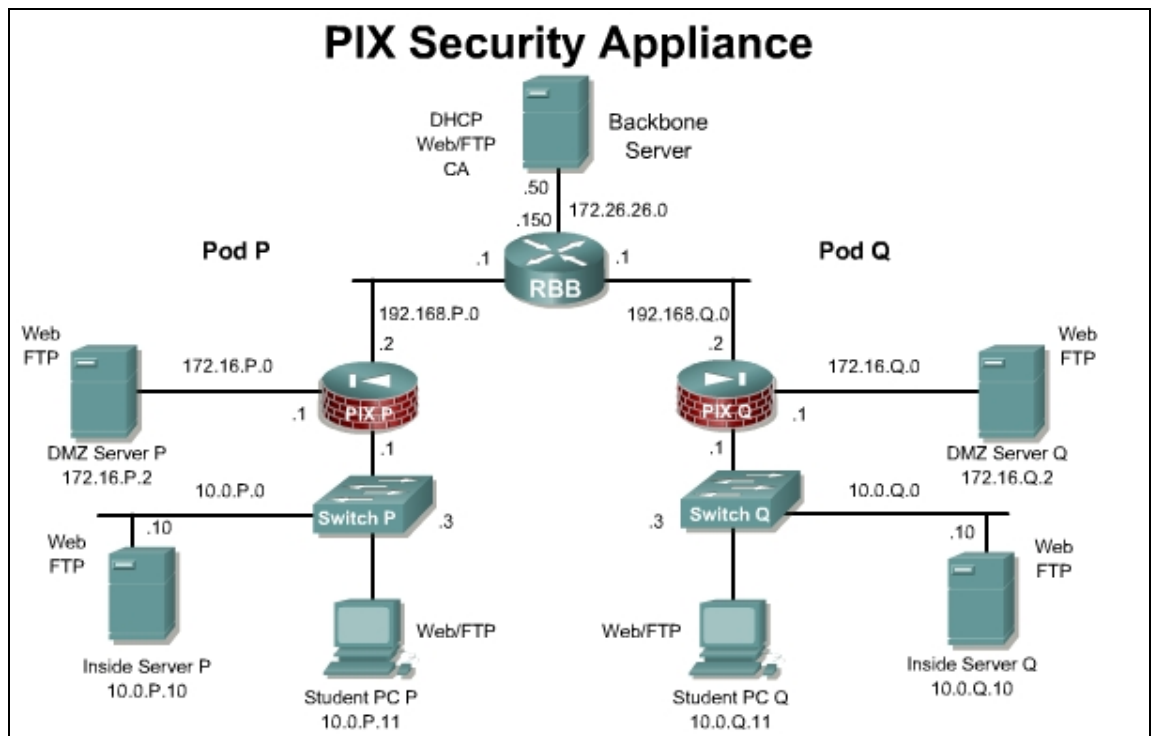 PIX Security Appliance
DHCP
Web/FTP
CA
Backbone
Server
.50
.150
172.26.26.0
Pod P
Pod Q
.1
RBB
.1
192.168.P.0
192.168.Q.0
.2
.2
Web
FTP
172.16.P.0
.1
PIX P
PIX Q
172.16.Q.0
.1
Web
FTP
DMZ Server P
172.16.P.2
DMZ Server Q
172.16.Q.2
.1
.1
10.0.P.0
Switch P
.3
.3
Switch Q
10.0.Q.0
.10
.10
Web
FTP
Web
FTP
Web/FTP
Web/FTP
Inside Server P
10.0.P.10
Student PC P
10.0.P.11
Student PC Q
10.0.Q.11
Inside Server Q
10.0.Q.10